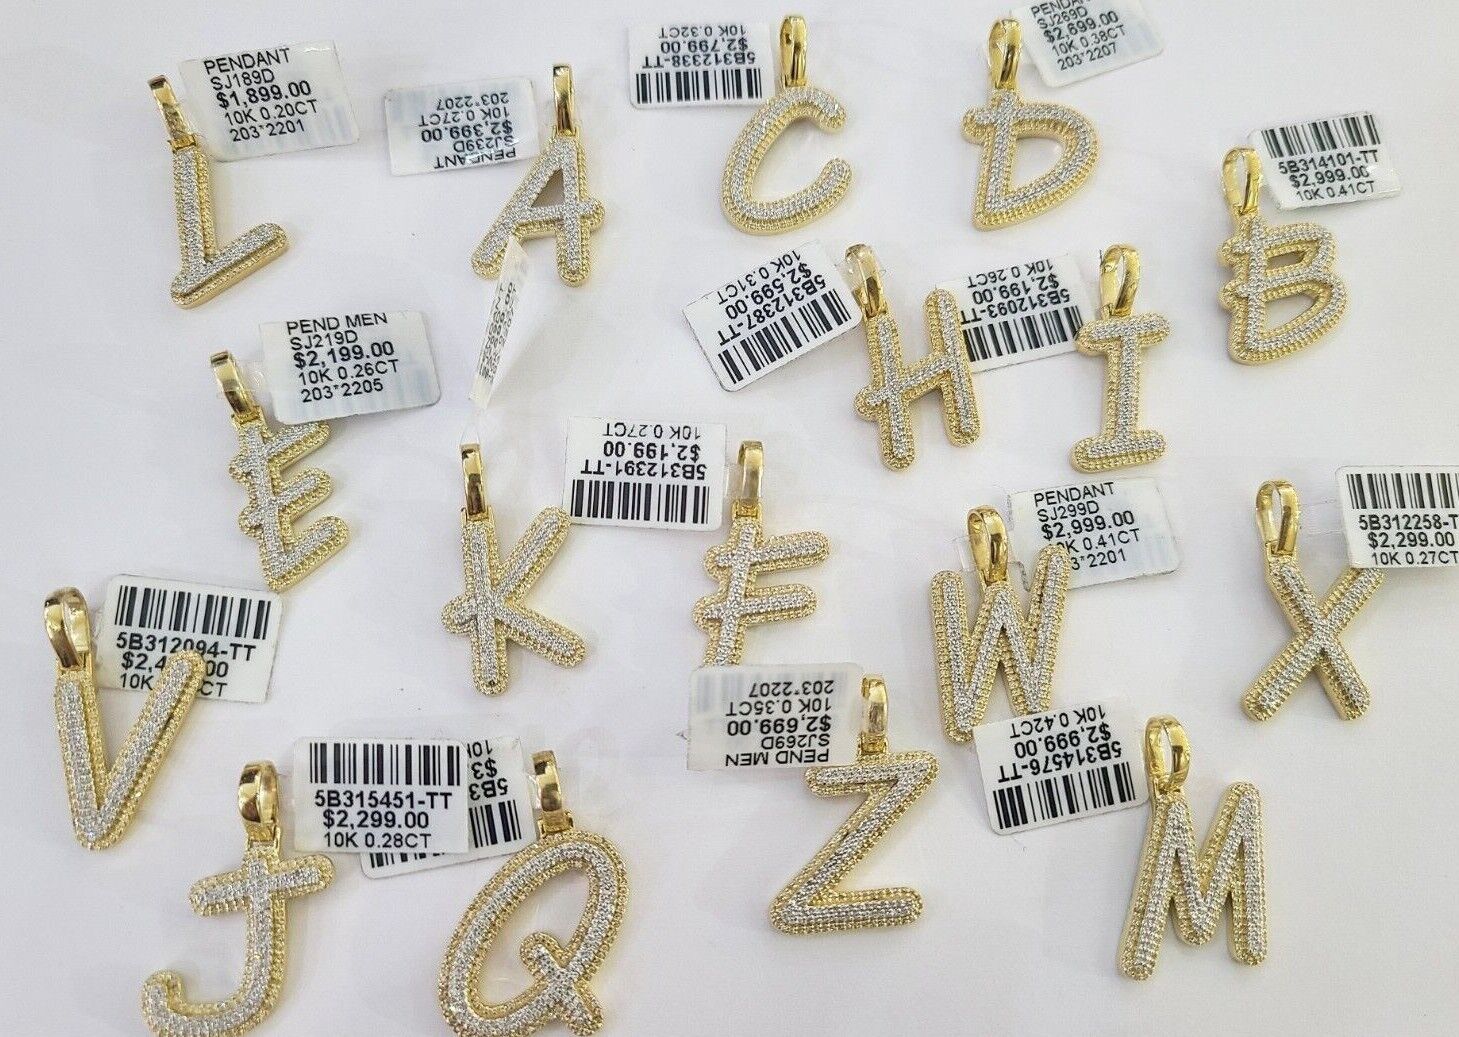 PENDANT
SJ189D
$1,899.00
10K 0.20CT
203*2201
L
PENDANT
SJ239D
$2,399.00
10K 0.27CT
203*2207
A
5B312338-TT
$2,799.00
10K 0.32CT
C
SJ269D
$2,699.00
10K 0.38CT
203*2207
D
5B314101-TT
$2,999.00
10K 0.41CT
B
PEND MEN
SJ219D
$2,199.00
10K 0.26CT
203*2205
E
5B312387-TT
$2,599.00
10K 0.31CT
H
5B312093-TT
$2,199.00
10K 0.26CT
I
K
5B312391-TT
$2,199.00
10K 0.27CT
F
PENDANT
SJ299D
$2,999.00
0.41CT
W
5B312258-T
$2,299.00
10K 0.27CT
X
5B312094-TT
10K
V
5B315451-TT
$2,299.00
10K 0.28CT
J
Q
PEND MEN
SJ269D
$2,699.00
10K 0.35CT
203*2207
Z
5B314576-TT
$2,999.00
10K 0.42CT
M